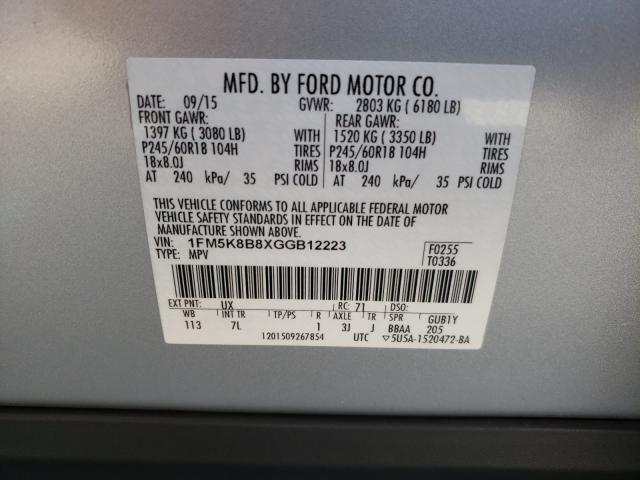 MFD. BY FORD MOTOR CO.
DATE: 09/15 GVWR: 2803 KG ( 6180 LB)
FRONT GAWR: REAR GAWR:
1397 KG ( 3080 LB) WITH 1520 KG ( 3350 LB) WITH
P245/60R18 104H TIRES P245/60R18 104H TIRES
18x8.0J RIMS 18x8.0J RIMS
AT 240 kPa/ 35 PSI COLD AT 240 kPa/ 35 PSI COLD
THIS VEHICLE CONFORMS TO ALL APPLICABLE FEDERAL MOTOR
VEHICLE SAFETY STANDARDS IN EFFECT ON THE DATE OF
MANUFACTURE SHOWN ABOVE.
VIN: 1FM5K8B8XGGB12223 F0255
TYPE: MPV T0336
EXT PNT: UX RC: 71 DSO:
WB INT TR TP/PS R AXLE TR SPR GUB1Y
113 7L 1 3J J BBAA 205
1201509267854 UTC ▽5U5A-1520472-BA